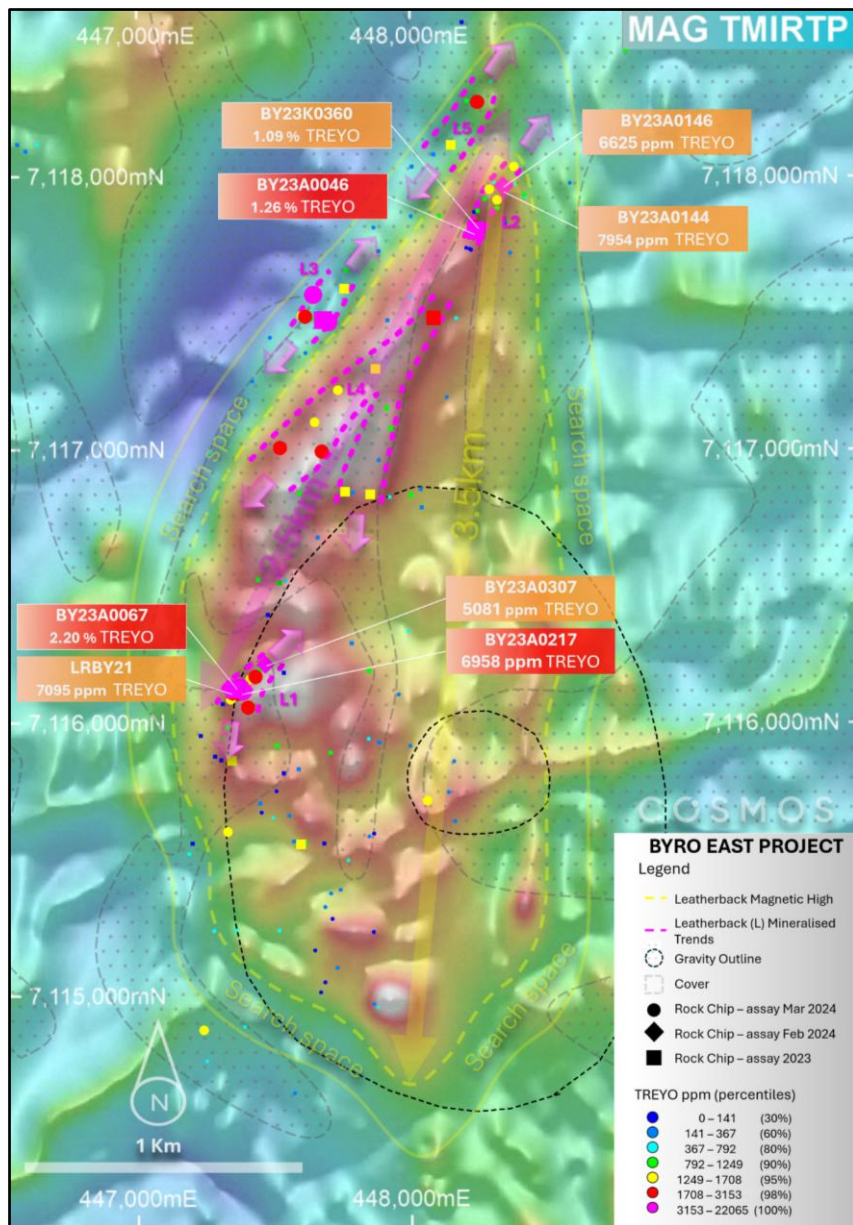 447,000mE
448,000mE
MAG TMIRTP
BY23K0360
1.09 % TREYO
BY23A0146
6625 ppm TREYO
L5
7,118,000mN
7,118,000mN
BY23A0046
1.26 % TREYO
BY23A0144
7954 ppm TREYO
L2
L3
L4
Search space
Search space
7,117,000mN
7,117,000mN
3.5km
BY23A0307
5081 ppm TREYO
BY23A0067
2.20 % TREYO
BY23A0217
6958 ppm TREYO
LRBY21
7095 ppm TREYO
L1
7,116,000mN
7,116,000mN
COSMOS
BYRO EAST PROJECT
Legend
Leatherback Magnetic High
Leatherback (L) Mineralised
Trends
Gravity Outline
Cover
Rock Chip – assay Mar 2024
Rock Chip – assay Feb 2024
Rock Chip – assay 2023
TREYO ppm (percentiles)
0 – 141 (30%)
141 – 367 (60%)
367 – 792 (80%)
792 – 1249 (90%)
1249 – 1708 (95%)
1708 – 3153 (98%)
3153 – 22065 (100%)
7,115,000mN
Search space
Search space
N
1 Km
447,000mE
448,000mE